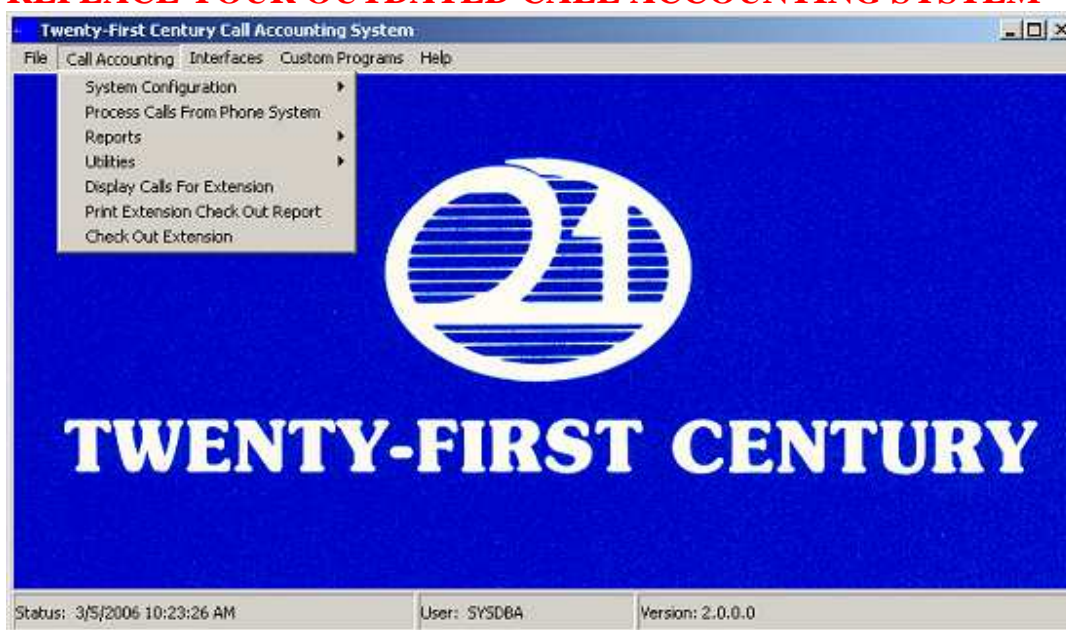 REPLACE YOUR OUTDATED CALL ACCOUNTING SYSTEM
Twenty-First Century Call Accounting System
File Call Accounting Interfaces Custom Programs Help
System Configuration
Process Calls From Phone System
Reports
Utilities
Display Calls For Extension
Print Extension Check Out Report
Check Out Extension
21
TWENTY-FIRST CENTURY
Status: 3/5/2006 10:23:26 AM User: SYSDBA Version: 2.0.0.0